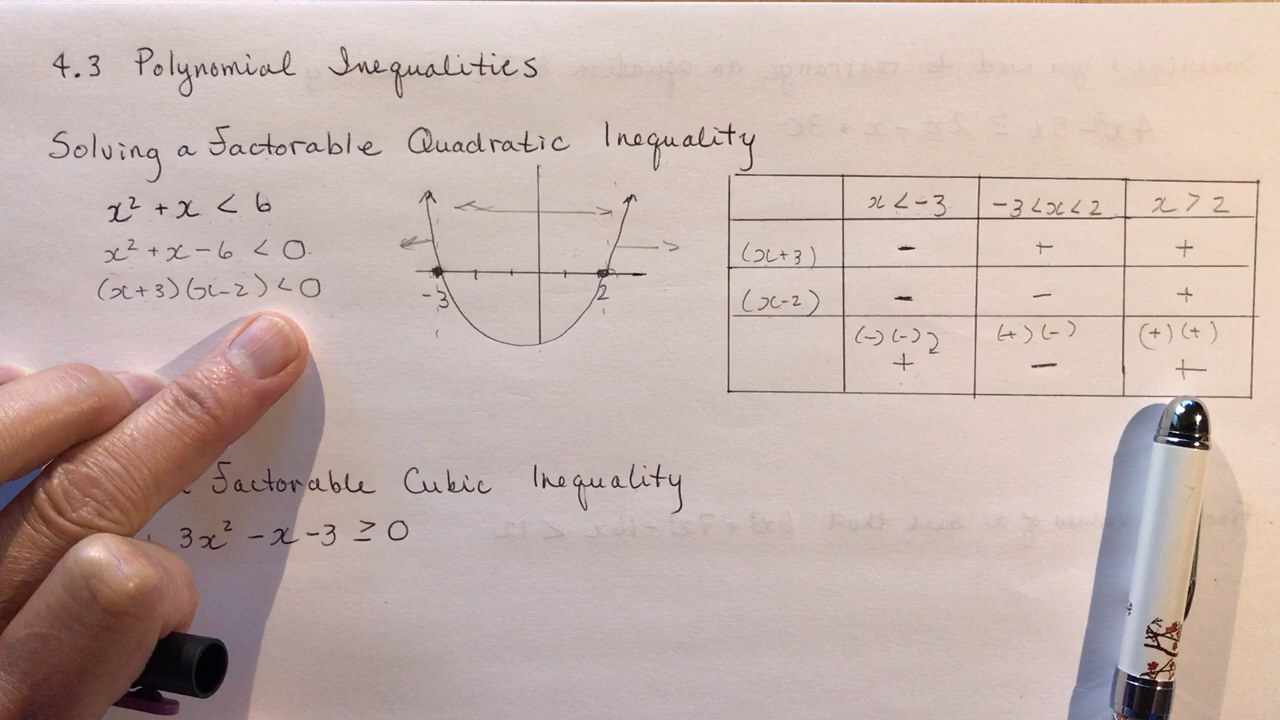 4.3 Polynomial Inequalities
Solving a Factorable Quadratic Inequality
x² + x < 6
x² + x - 6 < 0
(x+3)(x-2) < 0
-3 2
x < -3 -3 < x < 2 x > 2
(x+3) - + +
(x-2) - - +
(-)(-) (+)(-) (+)(+)
+ - +
Factorable Cubic Inequality
3x² - x - 3 ≥ 0